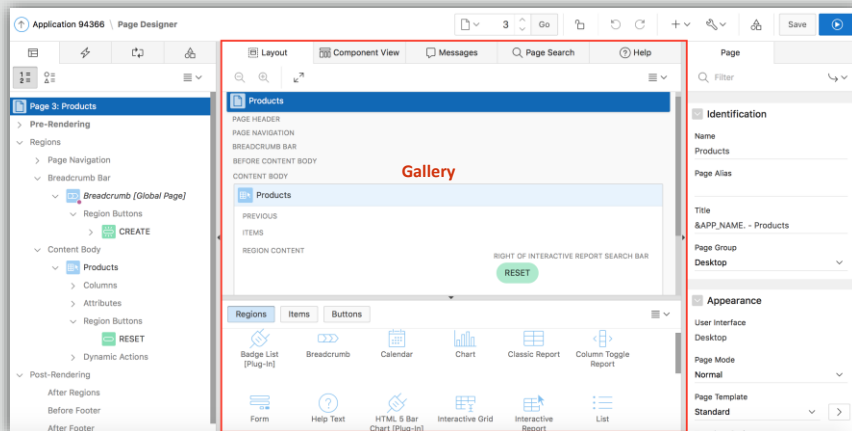 Application 94366 \ Page Designer
3 Go Save
Layout Component View Messages Page Search Help Page
Filter
Page 3: Products
Pre-Rendering
Regions
Page Navigation
Breadcrumb Bar
Breadcrumb [Global Page]
Region Buttons
CREATE
Content Body
Products
Columns
Attributes
Region Buttons
RESET
Dynamic Actions
Post-Rendering
After Regions
Before Footer
After Footer
Products
PAGE HEADER
PAGE NAVIGATION
BREADCRUMB BAR
BEFORE CONTENT BODY
CONTENT BODY
Gallery
Products
PREVIOUS
ITEMS
REGION CONTENT
RIGHT OF INTERACTIVE REPORT SEARCH BAR
RESET
Regions Items Buttons
Badge List
[Plug-In]
Breadcrumb
Calendar
Chart
Classic Report
Column Toggle
Report
Form
Help Text
HTML 5 Bar
Chart [Plug-In]
Interactive Grid
Interactive
Report
List
Identification
Name
Products
Page Alias
Title
&APP_NAME. - Products
Page Group
Desktop
Appearance
User Interface
Desktop
Page Mode
Normal
Page Template
Standard